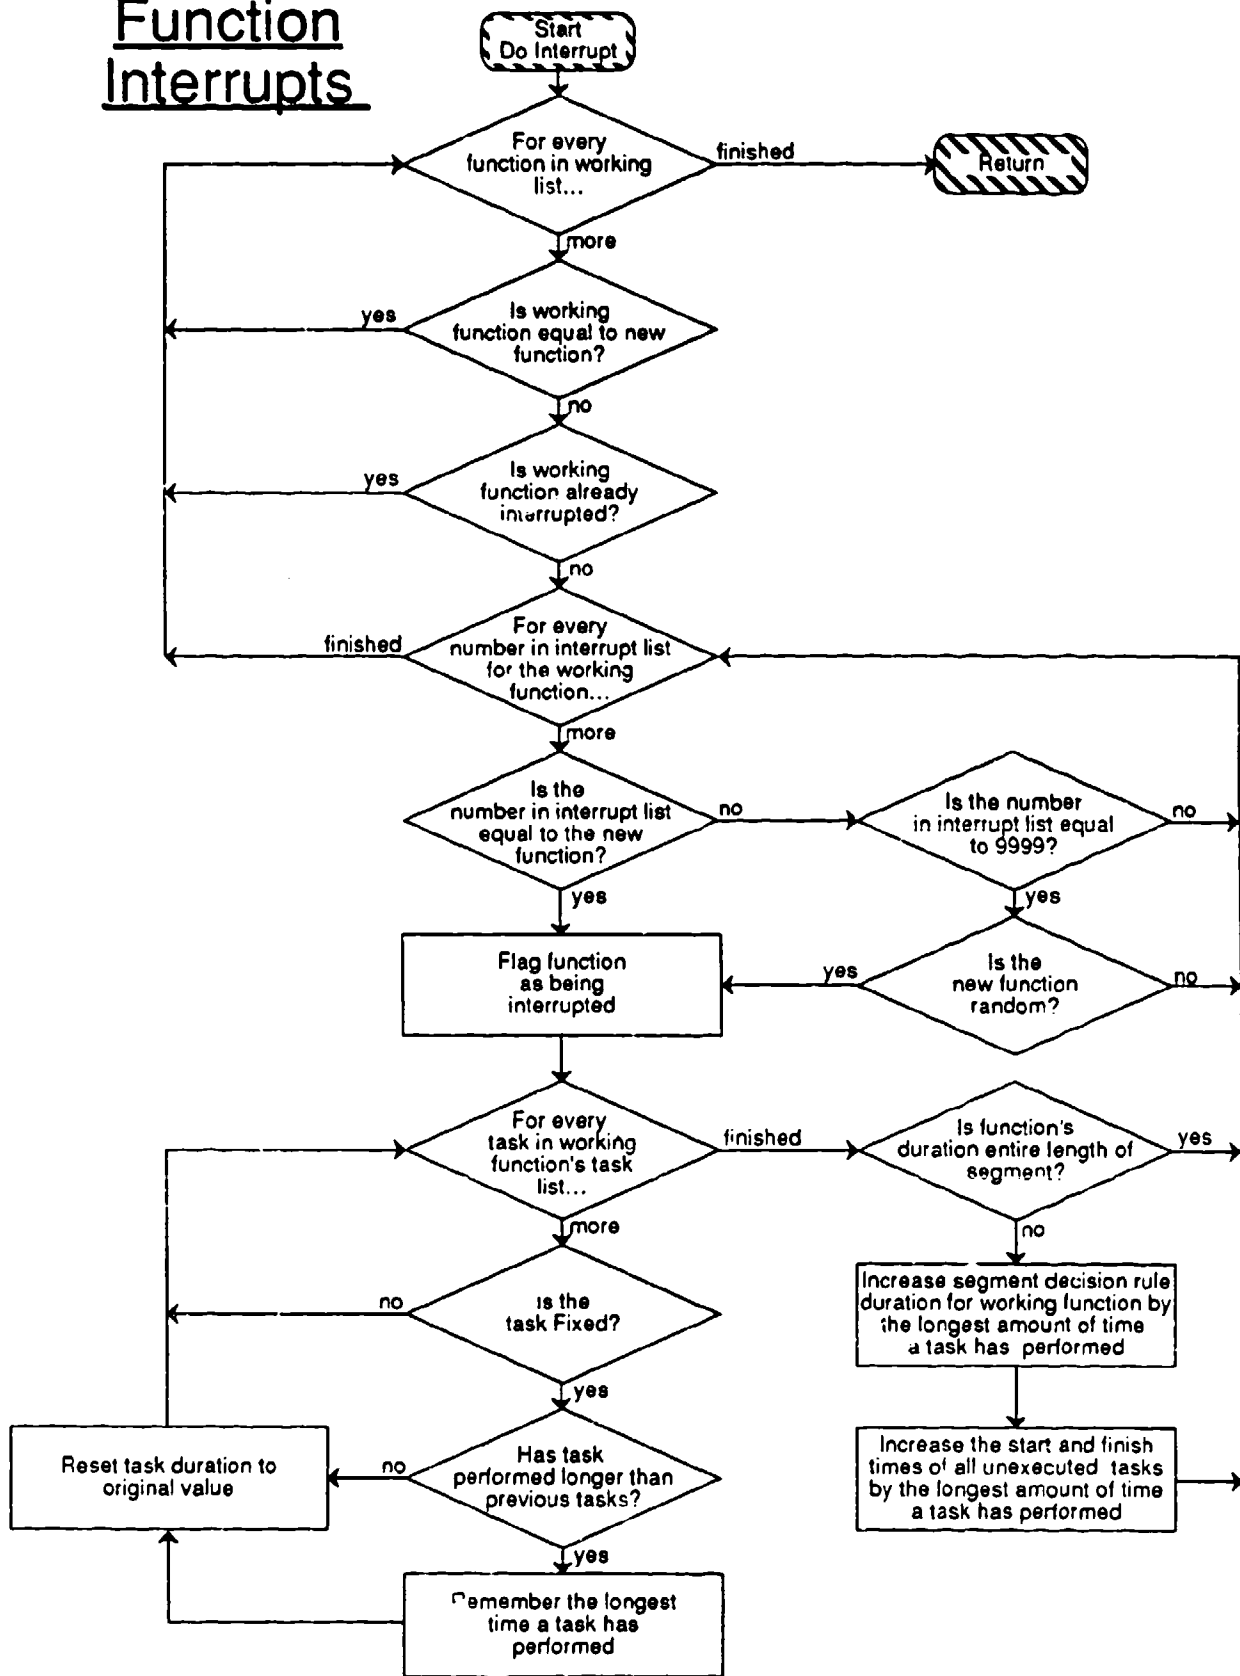 Function
Interrupts
Start
Do Interrupt
For every
function in working
list...
finished
Return
more
Is working
function equal to new
function?
yes
no
Is working
function already
interrupted?
yes
no
For every
number in interrupt list
for the working
function...
finished
more
Is the
number in interrupt list
equal to the new
function?
no
Is the number
in interrupt list equal
to 9999?
no
yes
yes
Flag function
as being
interrupted
yes
Is the
new function
random?
no
For every
task in working
function's task
list...
finished
Is function's
duration entire length of
segment?
yes
more
no
Is the
task Fixed?
no
Increase segment decision rule
duration for working function by
the longest amount of time
a task has performed
yes
Reset task duration to
original value
no
Has task
performed longer than
previous tasks?
Increase the start and finish
times of all unexecuted tasks
by the longest amount of time
a task has performed
yes
Remember the longest
time a task has
performed